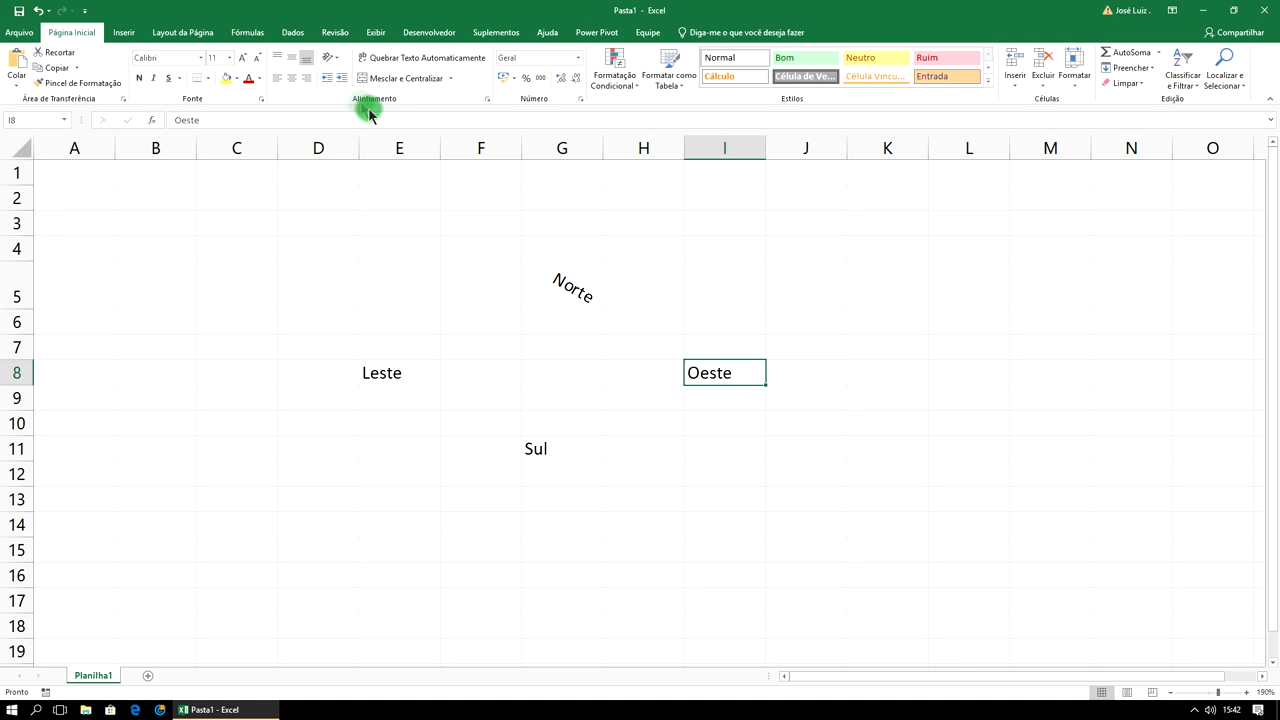 Pasta1 - Excel
José Luiz .
Arquivo
Página Inicial
Inserir
Layout da Página
Fórmulas
Dados
Revisão
Exibir
Desenvolvedor
Suplementos
Ajuda
Power Pivot
Equipe
Diga-me o que você deseja fazer
Compartilhar
Colar
Recortar
Copiar
Pincel de Formatação
Área de Transferência
Calibri
11
N I S
Fonte
Quebrar Texto Automaticamente
Mesclar e Centralizar
Alinhamento
Geral
% 000
Número
Formatação Condicional
Formatar como Tabela
Normal
Bom
Neutro
Ruim
Cálculo
Célula de Ve...
Célula Vincu...
Entrada
Estilos
Inserir
Excluir
Formatar
Células
AutoSoma
Preencher
Limpar
Classificar e Filtrar
Localizar e Selecionar
Edição
I8
fx
Oeste
A B C D E F G H I J K L M N O
1
2
3
4
5 Norte
6
7
8 Leste Oeste
9
10
11 Sul
12
13
14
15
16
17
18
19
Planilha1
Pronto
190%
Pasta1 - Excel
15:42